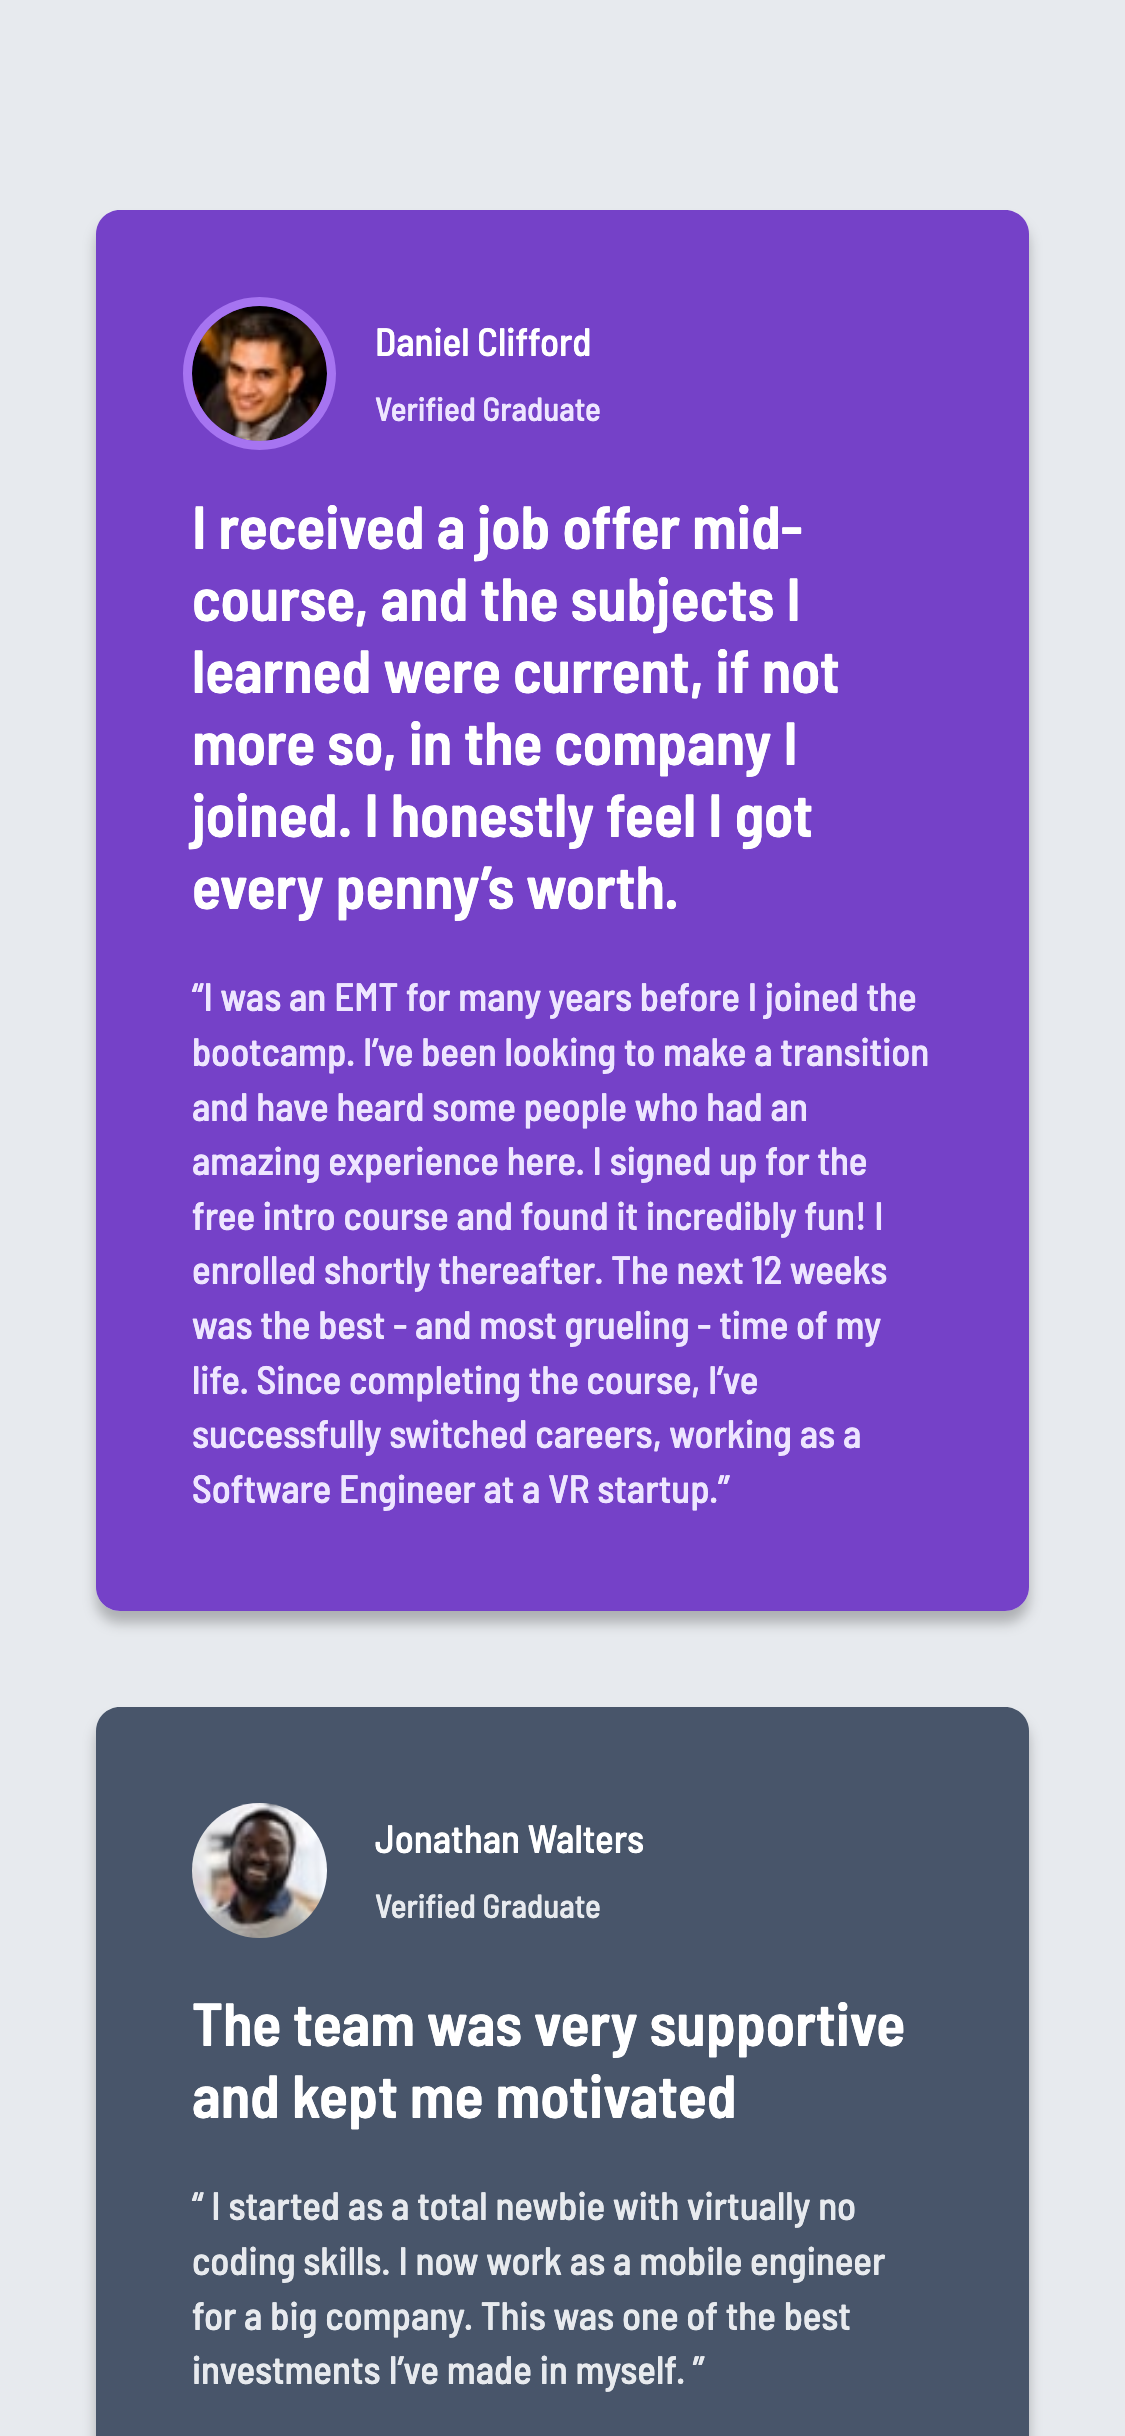 Daniel Clifford
Verified Graduate
I received a job offer mid-
course, and the subjects I
learned were current, if not
more so, in the company I
joined. I honestly feel I got
every penny’s worth.
“I was an EMT for many years before I joined the
bootcamp. I’ve been looking to make a transition
and have heard some people who had an
amazing experience here. I signed up for the
free intro course and found it incredibly fun! I
enrolled shortly thereafter. The next 12 weeks
was the best - and most grueling - time of my
life. Since completing the course, I’ve
successfully switched careers, working as a
Software Engineer at a VR startup.”
Jonathan Walters
Verified Graduate
The team was very supportive
and kept me motivated
“ I started as a total newbie with virtually no
coding skills. I now work as a mobile engineer
for a big company. This was one of the best
investments I’ve made in myself. ”